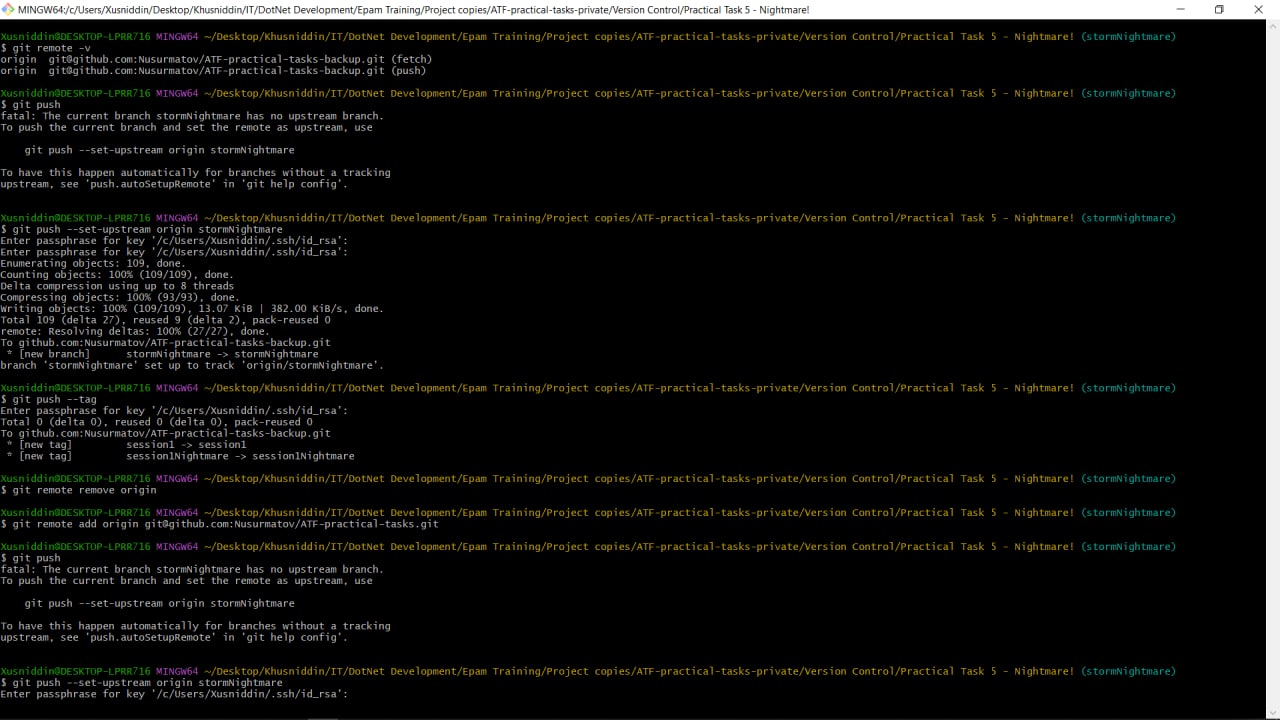 MINGW64:/c/Users/Xusniddin/Desktop/Khusniddin/IT/DotNet Development/Epam Training/Project copies/ATF-practical-tasks-private/Version Control/Practical Task 5 - Nightmare!
Xusniddin@DESKTOP-LPRR716 MINGW64 ~/Desktop/Khusniddin/IT/DotNet Development/Epam Training/Project copies/ATF-practical-tasks-private/Version Control/Practical Task 5 - Nightmare! (stormNightmare)
$ git remote -v
origin  git@github.com:Nusurmatov/ATF-practical-tasks-backup.git (fetch)
origin  git@github.com:Nusurmatov/ATF-practical-tasks-backup.git (push)
Xusniddin@DESKTOP-LPRR716 MINGW64 ~/Desktop/Khusniddin/IT/DotNet Development/Epam Training/Project copies/ATF-practical-tasks-private/Version Control/Practical Task 5 - Nightmare! (stormNightmare)
$ git push
fatal: The current branch stormNightmare has no upstream branch.
To push the current branch and set the remote as upstream, use
git push --set-upstream origin stormNightmare
To have this happen automatically for branches without a tracking
upstream, see 'push.autoSetupRemote' in 'git help config'.
Xusniddin@DESKTOP-LPRR716 MINGW64 ~/Desktop/Khusniddin/IT/DotNet Development/Epam Training/Project copies/ATF-practical-tasks-private/Version Control/Practical Task 5 - Nightmare! (stormNightmare)
$ git push --set-upstream origin stormNightmare
Enter passphrase for key '/c/Users/Xusniddin/.ssh/id_rsa':
Enter passphrase for key '/c/Users/Xusniddin/.ssh/id_rsa':
Enumerating objects: 109, done.
Counting objects: 100% (109/109), done.
Delta compression using up to 8 threads
Compressing objects: 100% (93/93), done.
Writing objects: 100% (109/109), 13.07 KiB | 382.00 KiB/s, done.
Total 109 (delta 27), reused 9 (delta 2), pack-reused 0
remote: Resolving deltas: 100% (27/27), done.
To github.com:Nusurmatov/ATF-practical-tasks-backup.git
* [new branch]      stormNightmare -> stormNightmare
branch 'stormNightmare' set up to track 'origin/stormNightmare'.
Xusniddin@DESKTOP-LPRR716 MINGW64 ~/Desktop/Khusniddin/IT/DotNet Development/Epam Training/Project copies/ATF-practical-tasks-private/Version Control/Practical Task 5 - Nightmare! (stormNightmare)
$ git push --tag
Enter passphrase for key '/c/Users/Xusniddin/.ssh/id_rsa':
Total 0 (delta 0), reused 0 (delta 0), pack-reused 0
To github.com:Nusurmatov/ATF-practical-tasks-backup.git
* [new tag]         session1 -> session1
* [new tag]         session1Nightmare -> session1Nightmare
Xusniddin@DESKTOP-LPRR716 MINGW64 ~/Desktop/Khusniddin/IT/DotNet Development/Epam Training/Project copies/ATF-practical-tasks-private/Version Control/Practical Task 5 - Nightmare! (stormNightmare)
$ git remote remove origin
Xusniddin@DESKTOP-LPRR716 MINGW64 ~/Desktop/Khusniddin/IT/DotNet Development/Epam Training/Project copies/ATF-practical-tasks-private/Version Control/Practical Task 5 - Nightmare! (stormNightmare)
$ git remote add origin git@github.com:Nusurmatov/ATF-practical-tasks.git
Xusniddin@DESKTOP-LPRR716 MINGW64 ~/Desktop/Khusniddin/IT/DotNet Development/Epam Training/Project copies/ATF-practical-tasks-private/Version Control/Practical Task 5 - Nightmare! (stormNightmare)
$ git push
fatal: The current branch stormNightmare has no upstream branch.
To push the current branch and set the remote as upstream, use
git push --set-upstream origin stormNightmare
To have this happen automatically for branches without a tracking
upstream, see 'push.autoSetupRemote' in 'git help config'.
Xusniddin@DESKTOP-LPRR716 MINGW64 ~/Desktop/Khusniddin/IT/DotNet Development/Epam Training/Project copies/ATF-practical-tasks-private/Version Control/Practical Task 5 - Nightmare! (stormNightmare)
$ git push --set-upstream origin stormNightmare
Enter passphrase for key '/c/Users/Xusniddin/.ssh/id_rsa':